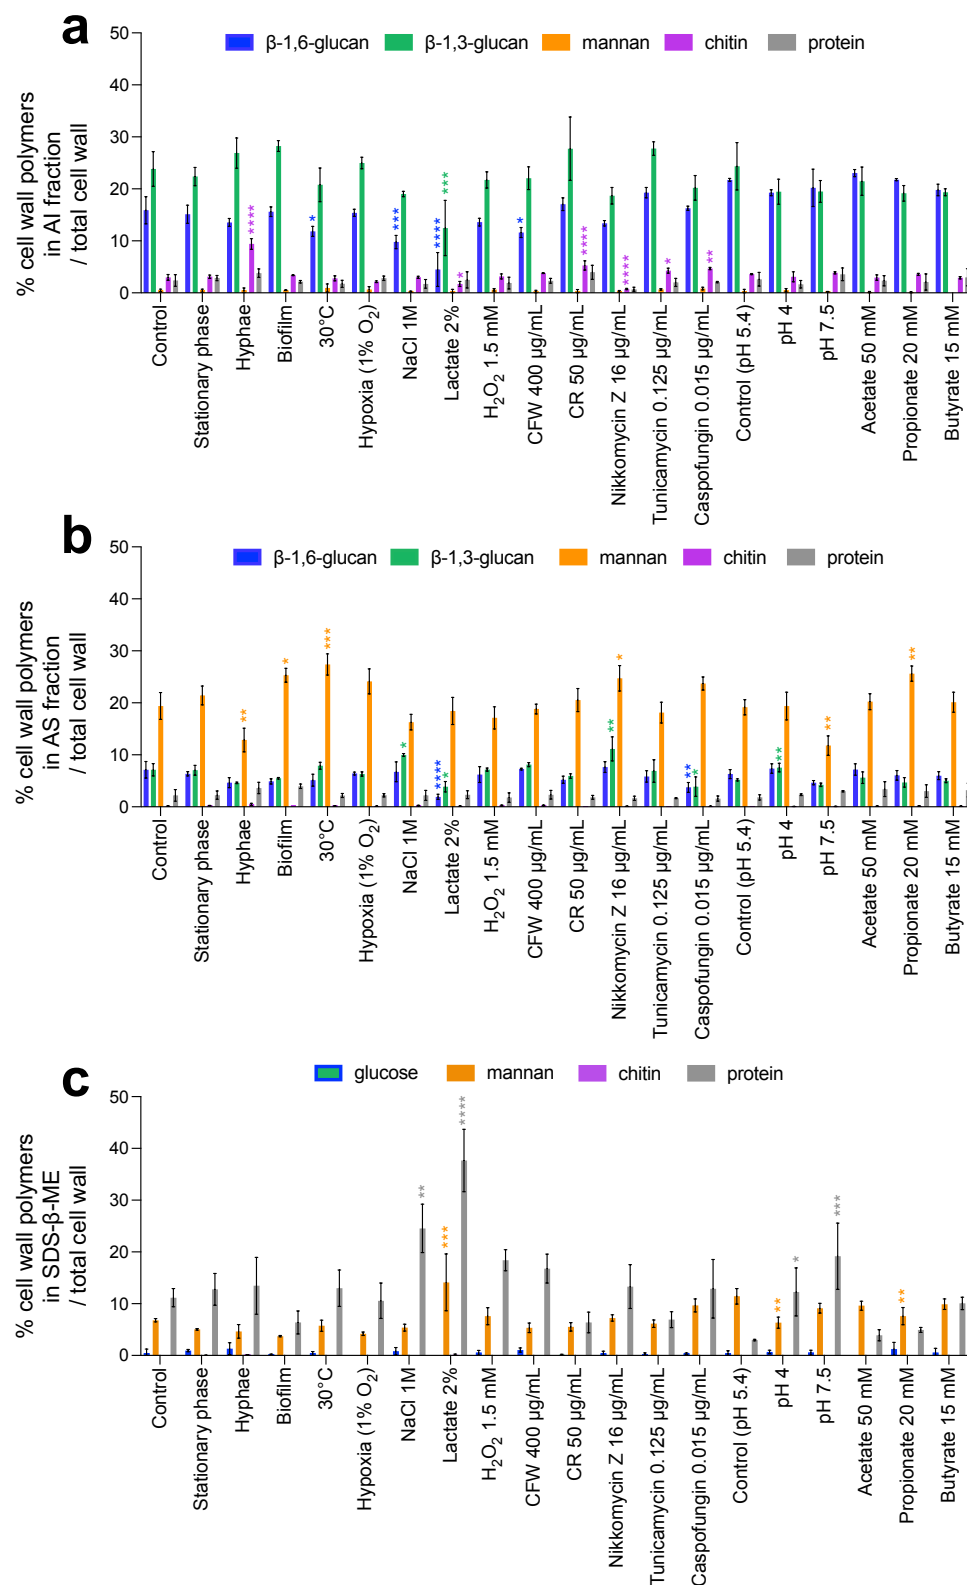 a
β-1,6-glucan β-1,3-glucan mannan chitin protein
% cell wall polymers
in AI fraction
/ total cell wall
50
40
30
20
10
0
**** * *** **** *** * * **** **** * **
Control
Stationary phase
Hyphae
Biofilm
30°C
Hypoxia (1% O₂)
NaCl 1M
Lactate 2%
H₂O₂ 1.5 mM
CFW 400 µg/mL
CR 50 µg/mL
Nikkomycin Z 16 µg/mL
Tunicamycin 0.125 µg/mL
Caspofungin 0.015 µg/mL
Control (pH 5.4)
pH 4
pH 7.5
Acetate 50 mM
Propionate 20 mM
Butyrate 15 mM
b
β-1,6-glucan β-1,3-glucan mannan chitin protein
% cell wall polymers
in AS fraction
/ total cell wall
50
40
30
20
10
0
** * *** * **** * ** * ** * ** ** **
Control
Stationary phase
Hyphae
Biofilm
30°C
Hypoxia (1% O₂)
NaCl 1M
Lactate 2%
H₂O₂ 1.5 mM
CFW 400 µg/mL
CR 50 µg/mL
Nikkomycin Z 16 µg/mL
Tunicamycin 0.125 µg/mL
Caspofungin 0.015 µg/mL
Control (pH 5.4)
pH 4
pH 7.5
Acetate 50 mM
Propionate 20 mM
Butyrate 15 mM
c
glucose mannan chitin protein
% cell wall polymers
in SDS-β-ME
/ total cell wall
50
40
30
20
10
0
** *** **** ** * *** **
Control
Stationary phase
Hyphae
Biofilm
30°C
Hypoxia (1% O₂)
NaCl 1M
Lactate 2%
H₂O₂ 1.5 mM
CFW 400 µg/mL
CR 50 µg/mL
Nikkomycin Z 16 µg/mL
Tunicamycin 0.125 µg/mL
Caspofungin 0.015 µg/mL
Control (pH 5.4)
pH 4
pH 7.5
Acetate 50 mM
Propionate 20 mM
Butyrate 15 mM